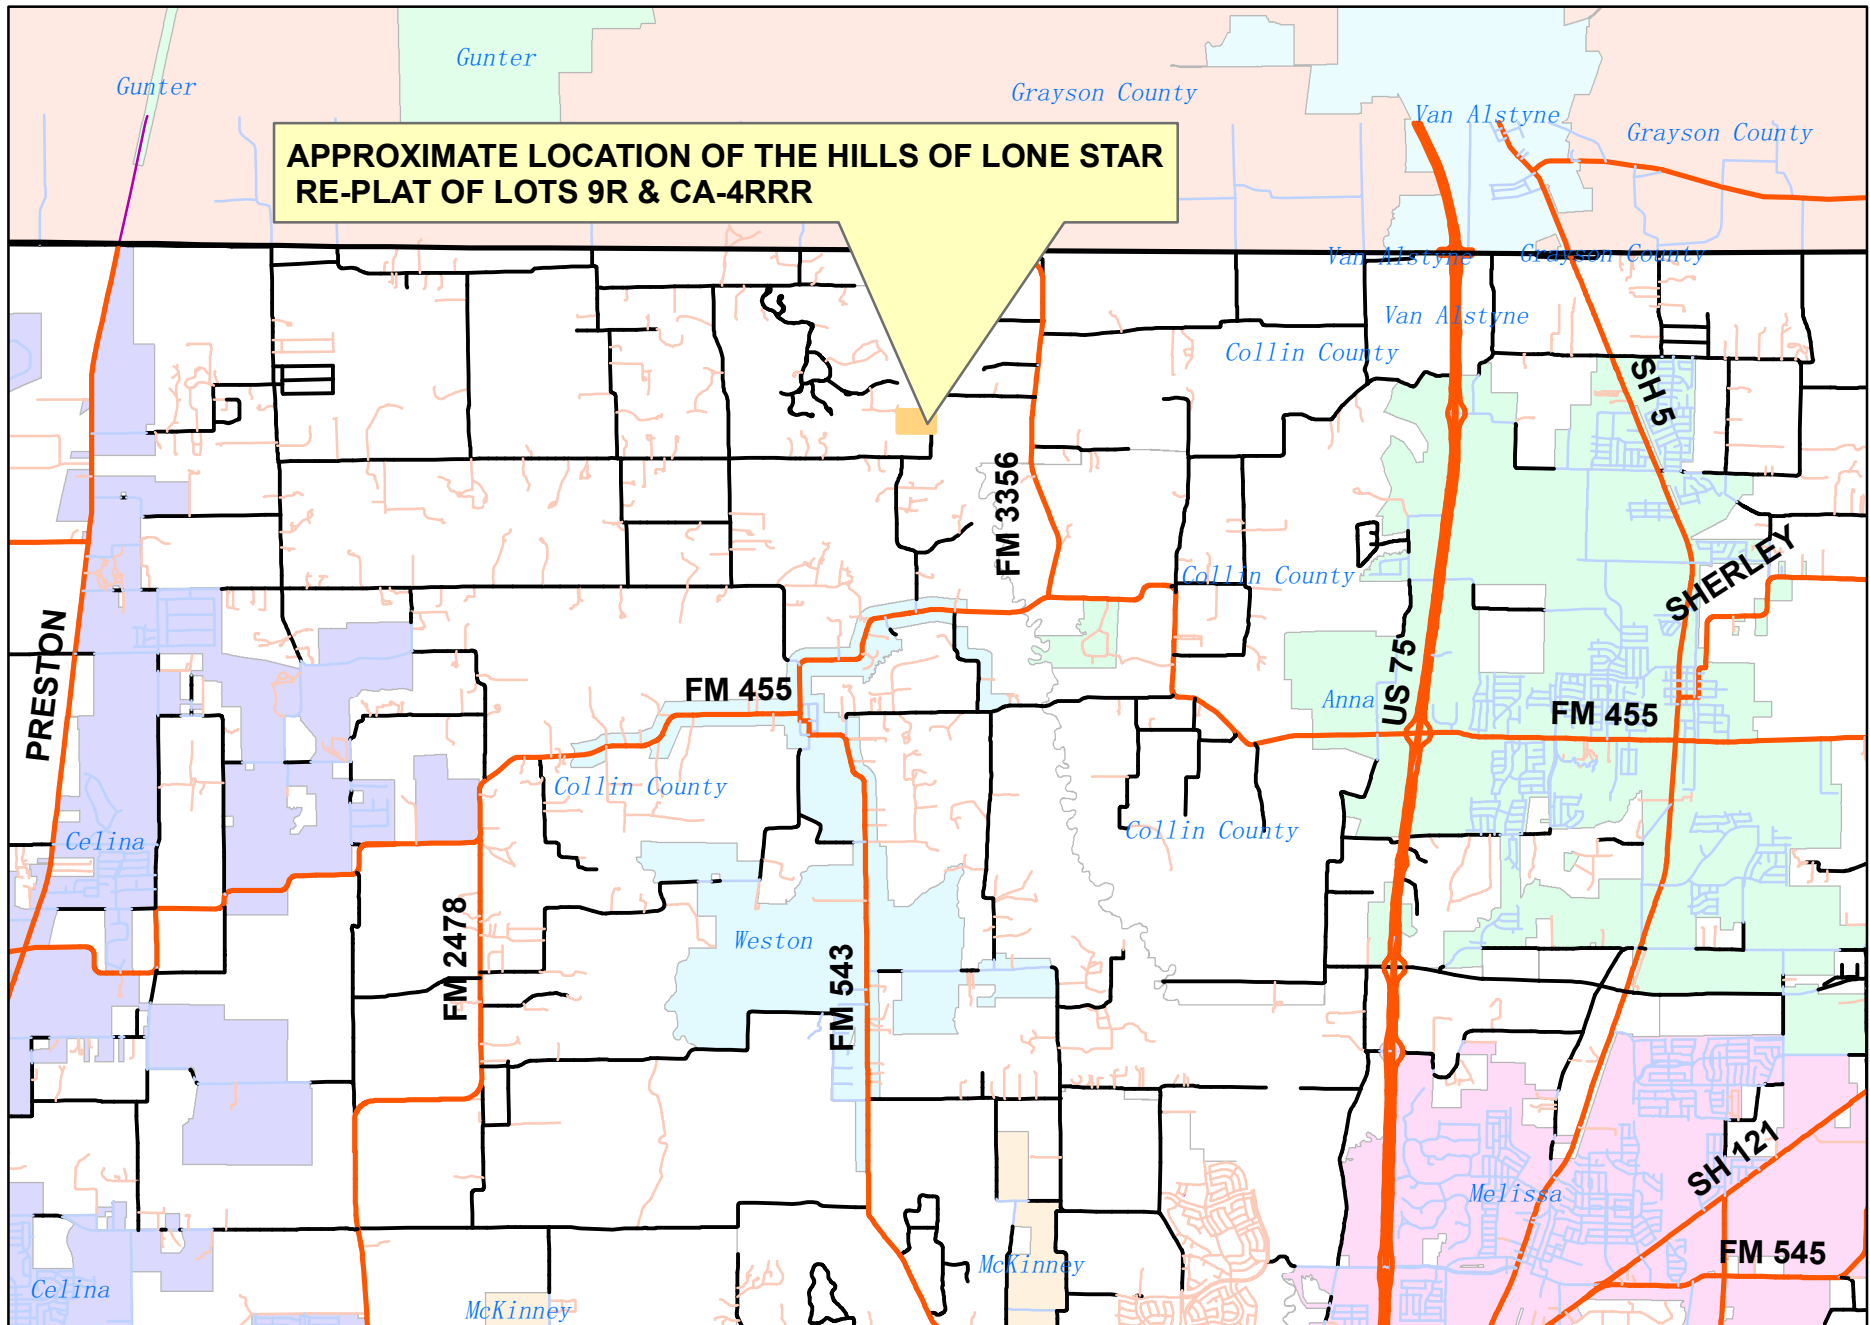 Gunter
Gunter
Grayson County
Van Alstyne
Grayson County
APPROXIMATE LOCATION OF THE HILLS OF LONE STAR
RE-PLAT OF LOTS 9R & CA-4RRR
Van Alstyne
Grayson County
Van Alstyne
Collin County
SH 5
FM 3356
Collin County
SHERLEY
PRESTON
US 75
FM 455
Anna
FM 455
Collin County
Collin County
Celina
FM 2478
Weston
FM 543
E
SH 121
Melissa
FM 545
McKinney
Celina
McKinney